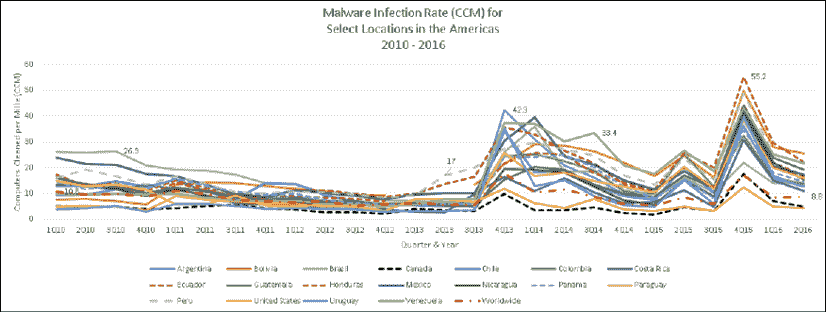 Malware Infection Rate (CCM) for
Select Locations in the Americas
2010 - 2016
Computers Cleaned per Mille (CCM)
60
50
40
30
20
10
0
26.3
17
42.3
33.4
55.2
8.8
1Q10 2Q10 3Q10 4Q10 1Q11 2Q11 3Q11 4Q11 1Q12 2Q12 3Q12 4Q12 1Q13 2Q13 3Q13 4Q13 1Q14 2Q14 3Q14 4Q14 1Q15 2Q15 3Q15 4Q15 1Q16 2Q16
Quarter & Year
Argentina Bolivia Brazil Canada Chile Colombia Costa Rica
Ecuador Guatemala Honduras Mexico Nicaragua Panama Paraguay
Peru United States Uruguay Venezuela Worldwide